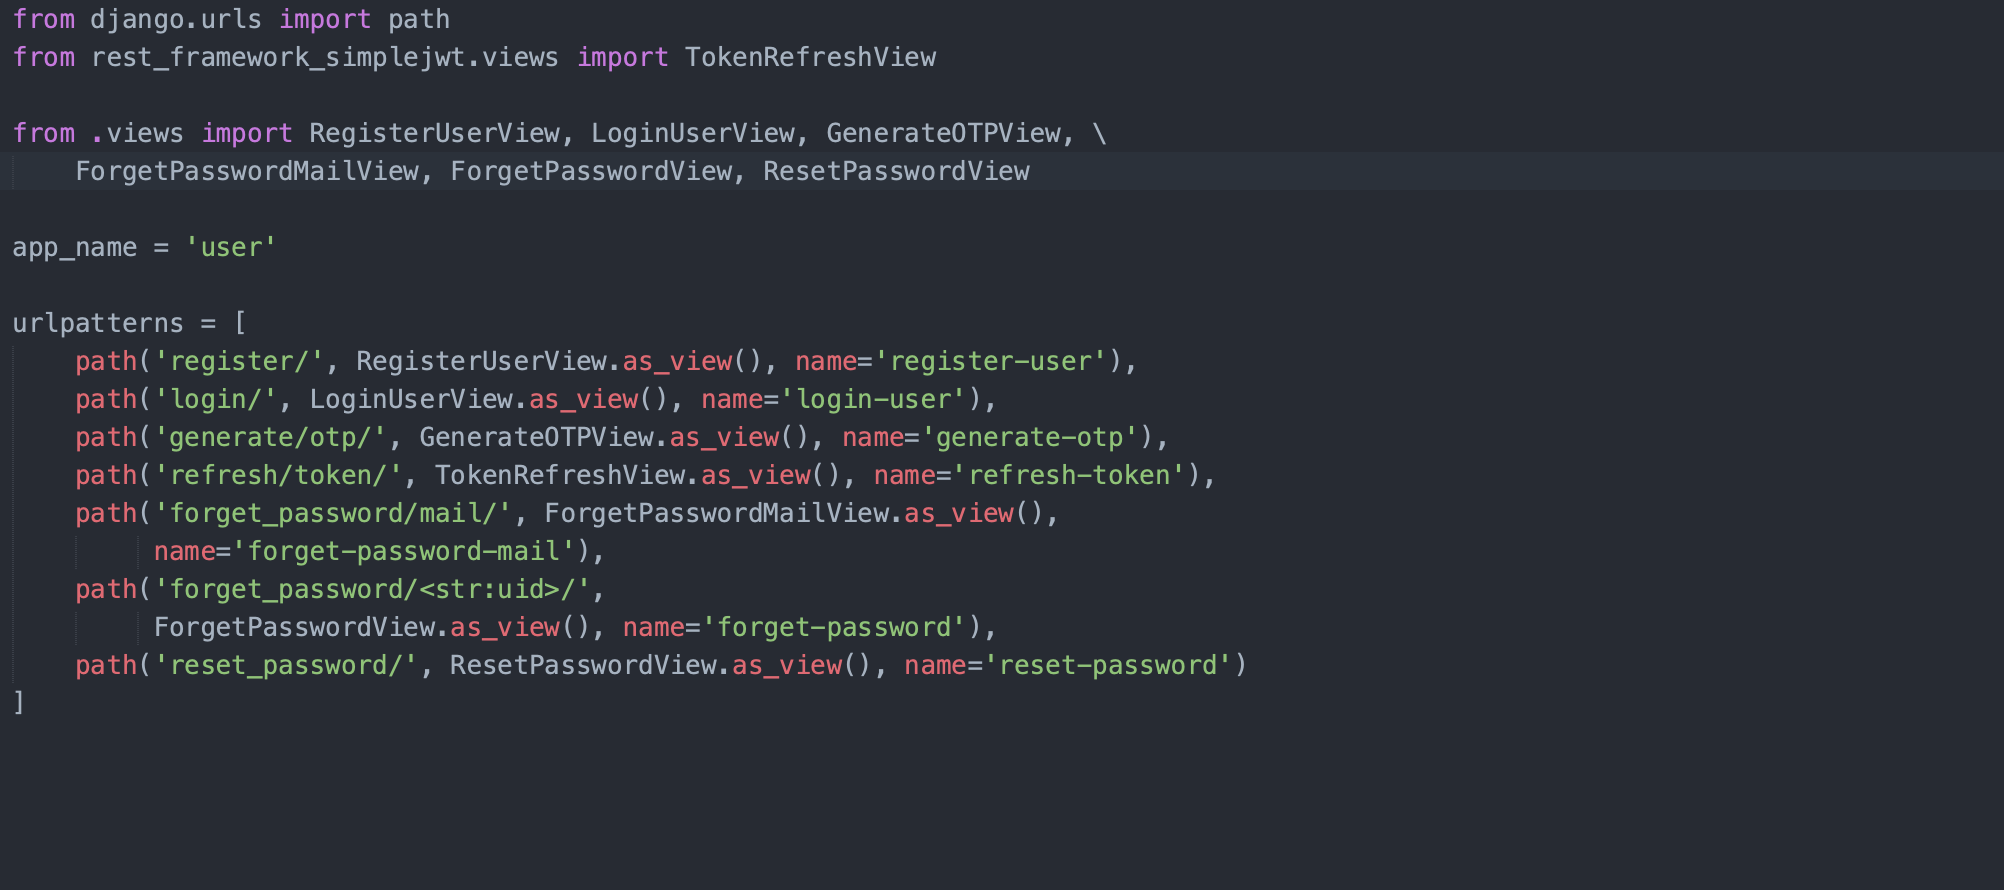 from django.urls import path
from rest_framework_simplejwt.views import TokenRefreshView

from .views import RegisterUserView, LoginUserView, GenerateOTPView, \
    ForgetPasswordMailView, ForgetPasswordView, ResetPasswordView

app_name = 'user'

urlpatterns = [
    path('register/', RegisterUserView.as_view(), name='register-user'),
    path('login/', LoginUserView.as_view(), name='login-user'),
    path('generate/otp/', GenerateOTPView.as_view(), name='generate-otp'),
    path('refresh/token/', TokenRefreshView.as_view(), name='refresh-token'),
    path('forget_password/mail/', ForgetPasswordMailView.as_view(),
         name='forget-password-mail'),
    path('forget_password/<str:uid>/',
         ForgetPasswordView.as_view(), name='forget-password'),
    path('reset_password/', ResetPasswordView.as_view(), name='reset-password')
]